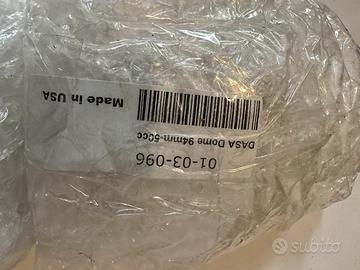 01-03-096
DASA Dome 94mm-50cc
Made in USA
subito